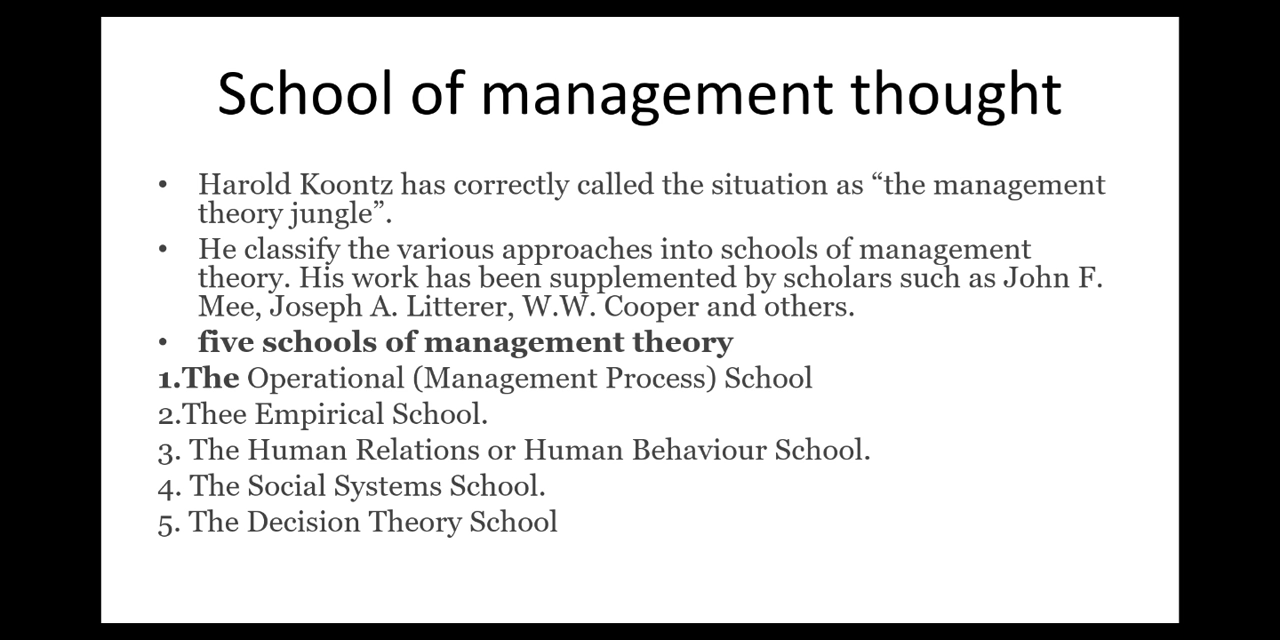 School of management thought
• Harold Koontz has correctly called the situation as “the management
theory jungle”.
• He classify the various approaches into schools of management
theory. His work has been supplemented by scholars such as John F.
Mee, Joseph A. Litterer, W.W. Cooper and others.
• five schools of management theory
1.The Operational (Management Process) School
2.Thee Empirical School.
3. The Human Relations or Human Behaviour School.
4. The Social Systems School.
5. The Decision Theory School